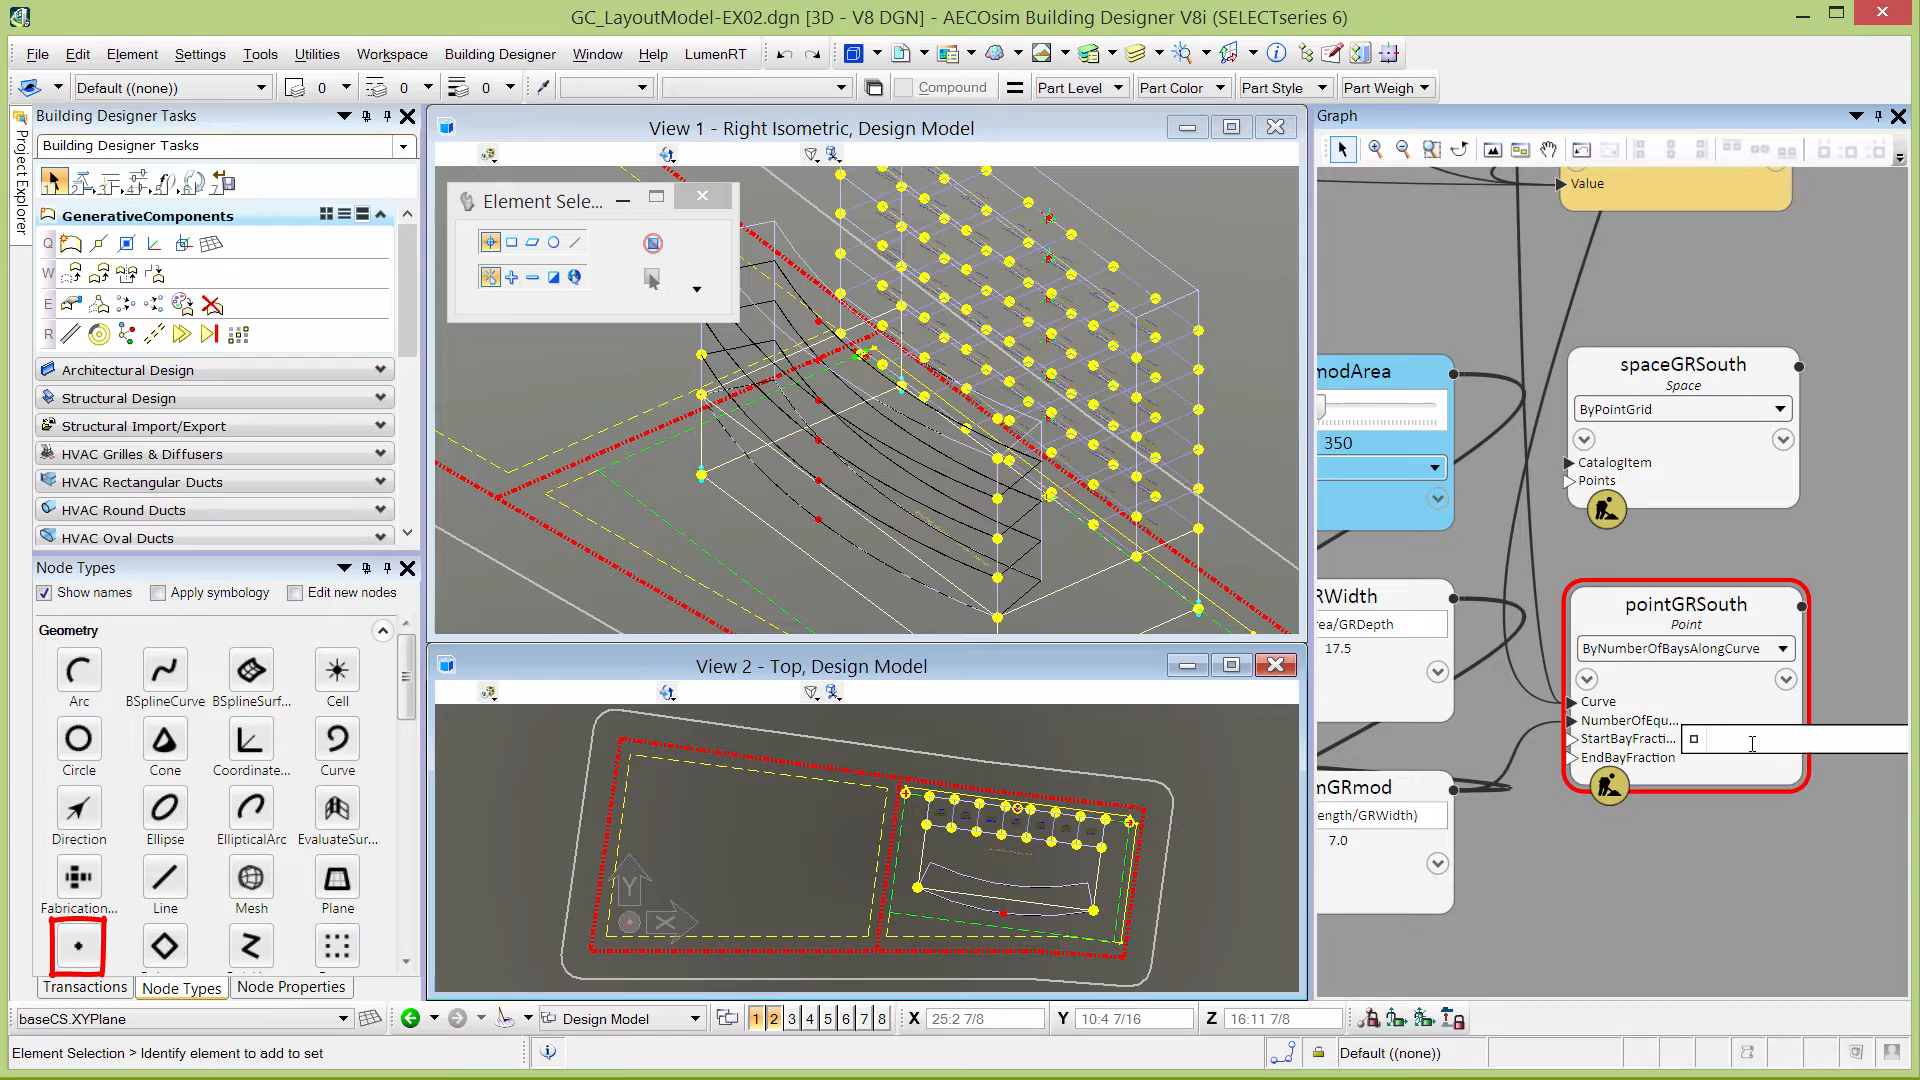 GC_LayoutModel-EX02.dgn [3D - V8 DGN] - AECOsim Building Designer V8i (SELECTseries 6)
File Edit Element Settings Tools Utilities Workspace Building Designer Window Help LumenRT
Default ((none)) 0 0 0 Compound Part Level Part Color Part Style Part Weigh
Project Explorer
Building Designer Tasks
Building Designer Tasks
GenerativeComponents
Q
W
E
R
Architectural Design
Structural Design
Structural Import/Export
HVAC Grilles & Diffusers
HVAC Rectangular Ducts
HVAC Round Ducts
HVAC Oval Ducts
Node Types
Show names Apply symbology Edit new nodes
Geometry
Arc BSplineCurve BSplineSurf... Cell
Circle Cone Coordinate... Curve
Direction Ellipse EllipticalArc EvaluateSur...
Fabrication... Line Mesh Plane
Transactions Node Types Node Properties
View 1 - Right Isometric, Design Model
Element Sele...
View 2 - Top, Design Model
Y
X
Graph
Value
modArea
350
RWidth
ea/GRDepth
17.5
mGRmod
ength/GRWidth)
7.0
spaceGRSouth
Space
ByPointGrid
CatalogItem
Points
pointGRSouth
Point
ByNumberOfBaysAlongCurve
Curve
NumberOfEqu...
StartBayFracti...
EndBayFraction
baseCS.XYPlane Design Model 1 2 3 4 5 6 7 8 X 25:2 7/8 Y 10:4 7/16 Z 16:11 7/8
Element Selection > Identify element to add to set Default ((none))